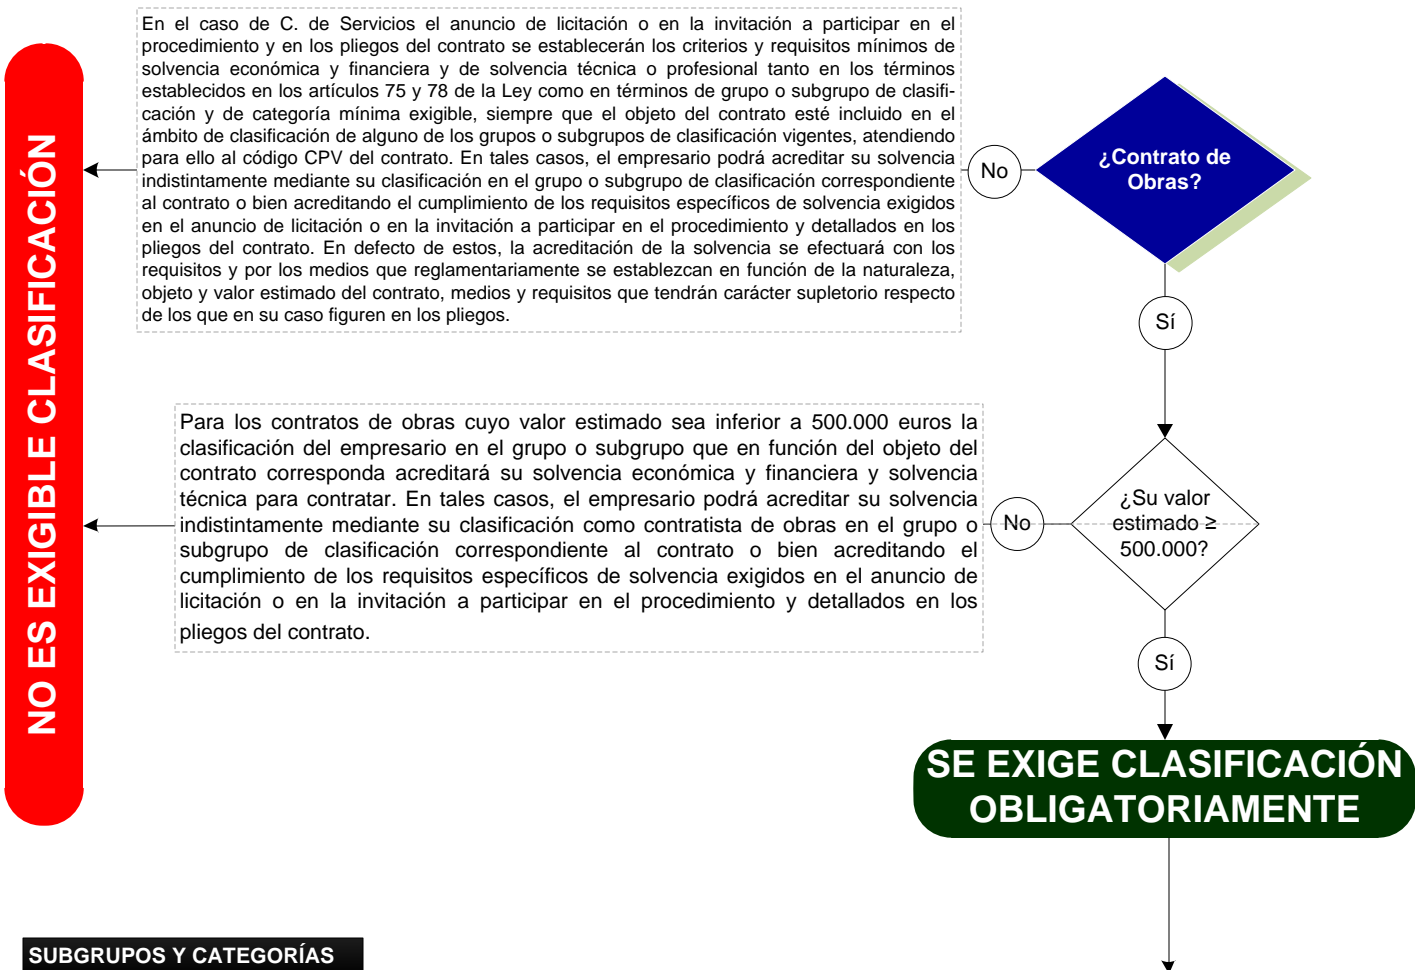 En el caso de C. de Servicios el anuncio de licitación o en la invitación a participar en el
procedimiento y en los pliegos del contrato se establecerán los criterios y requisitos mínimos de
solvencia económica y financiera y de solvencia técnica o profesional tanto en los términos
establecidos en los artículos 75 y 78 de la Ley como en términos de grupo o subgrupo de clasifi-
cación y de categoría mínima exigible, siempre que el objeto del contrato esté incluido en el
ámbito de clasificación de alguno de los grupos o subgrupos de clasificación vigentes, atendiendo
para ello al código CPV del contrato. En tales casos, el empresario podrá acreditar su solvencia
indistintamente mediante su clasificación en el grupo o subgrupo de clasificación correspondiente
al contrato o bien acreditando el cumplimiento de los requisitos específicos de solvencia exigidos
en el anuncio de licitación o en la invitación a participar en el procedimiento y detallados en los
pliegos del contrato. En defecto de estos, la acreditación de la solvencia se efectuará con los
requisitos y por los medios que reglamentariamente se establezcan en función de la naturaleza,
objeto y valor estimado del contrato, medios y requisitos que tendrán carácter supletorio respecto
de los que en su caso figuren en los pliegos.
No
¿Contrato de
Obras?
Sí
NO ES EXIGIBLE CLASIFICACIÓN
Para los contratos de obras cuyo valor estimado sea inferior a 500.000 euros la
clasificación del empresario en el grupo o subgrupo que en función del objeto del
contrato corresponda acreditará su solvencia económica y financiera y solvencia
técnica para contratar. En tales casos, el empresario podrá acreditar su solvencia
indistintamente mediante su clasificación como contratista de obras en el grupo o
subgrupo de clasificación correspondiente al contrato o bien acreditando el
cumplimiento de los requisitos específicos de solvencia exigidos en el anuncio de
licitación o en la invitación a participar en el procedimiento y detallados en los
pliegos del contrato.
No
¿Su valor
estimado ≥
500.000?
Sí
SE EXIGE CLASIFICACIÓN
OBLIGATORIAMENTE
SUBGRUPOS Y CATEGORÍAS